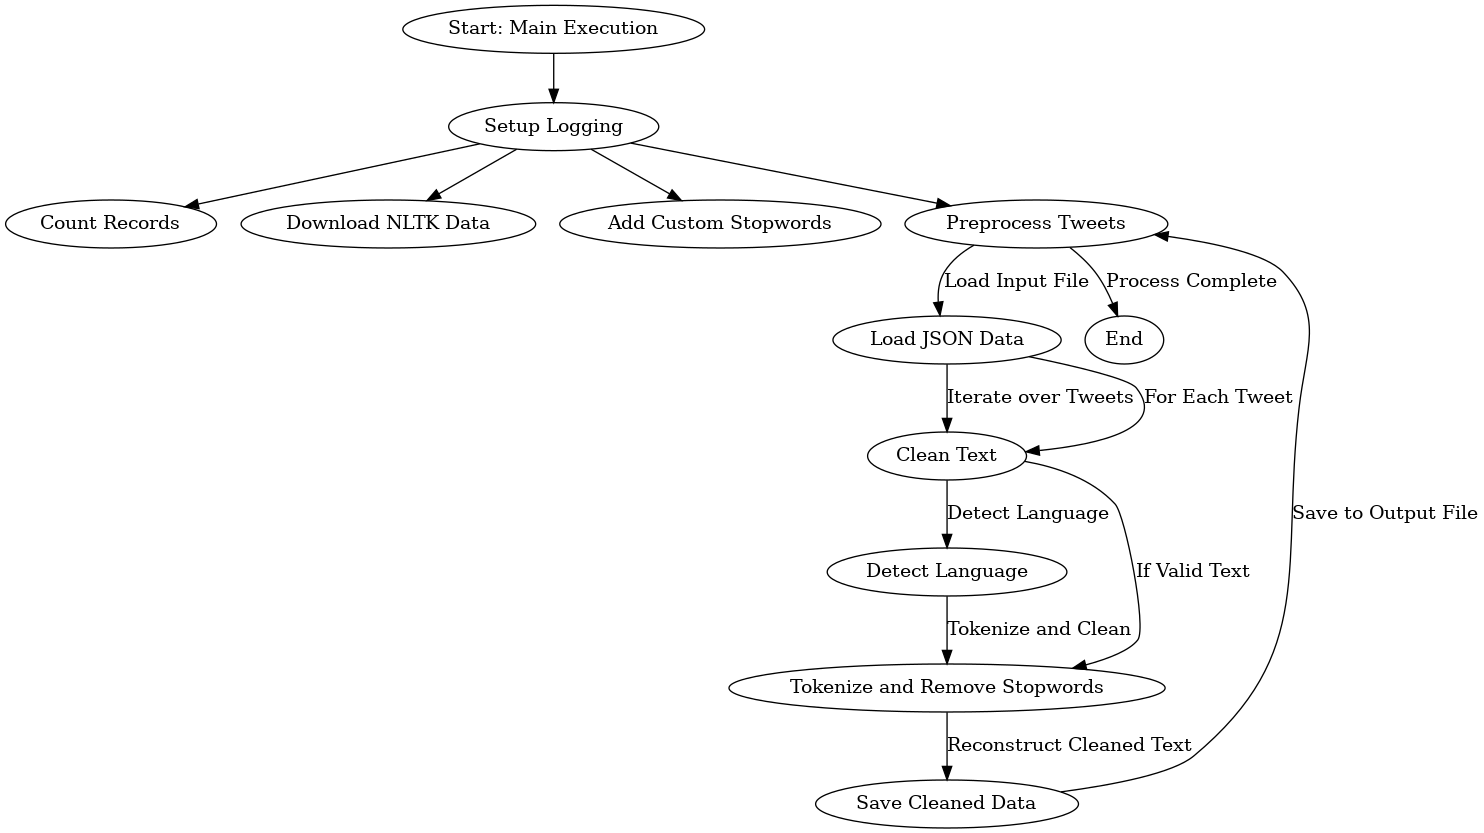 Start: Main Execution
Setup Logging
Count Records
Download NLTK Data
Add Custom Stopwords
Preprocess Tweets
Load Input File
Process Complete
Load JSON Data
End
Iterate over Tweets
For Each Tweet
Clean Text
Detect Language
Save to Output File
Detect Language
If Valid Text
Tokenize and Clean
Tokenize and Remove Stopwords
Reconstruct Cleaned Text
Save Cleaned Data